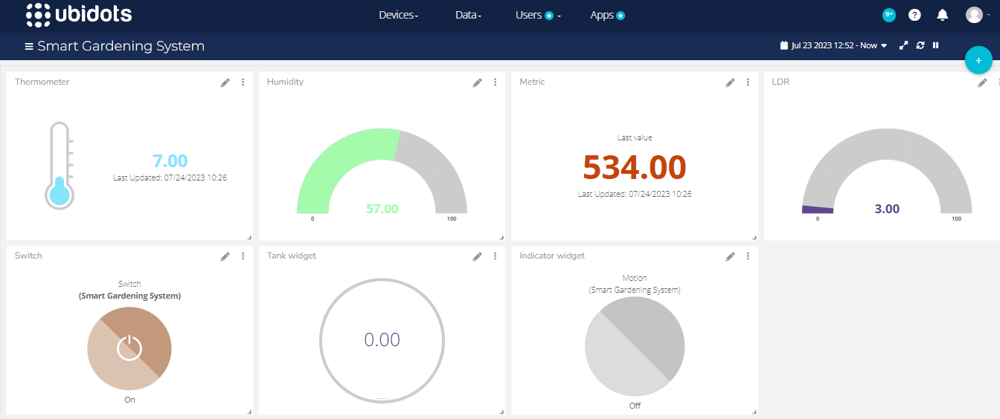 ubidots
Devices
Data
Users
Apps
9+
?
Smart Gardening System
Jul 23 2023 12:52 - Now
+
Thermometer
7.00
Last Updated: 07/24/2023 10:26
Humidity
57.00
0
100
Metric
Last value
534.00
Last Updated: 07/24/2023 10:26
LDR
3.00
0
100
Switch
Switch
(Smart Gardening System)
On
Tank widget
0.00
Indicator widget
Motion
(Smart Gardening System)
Off